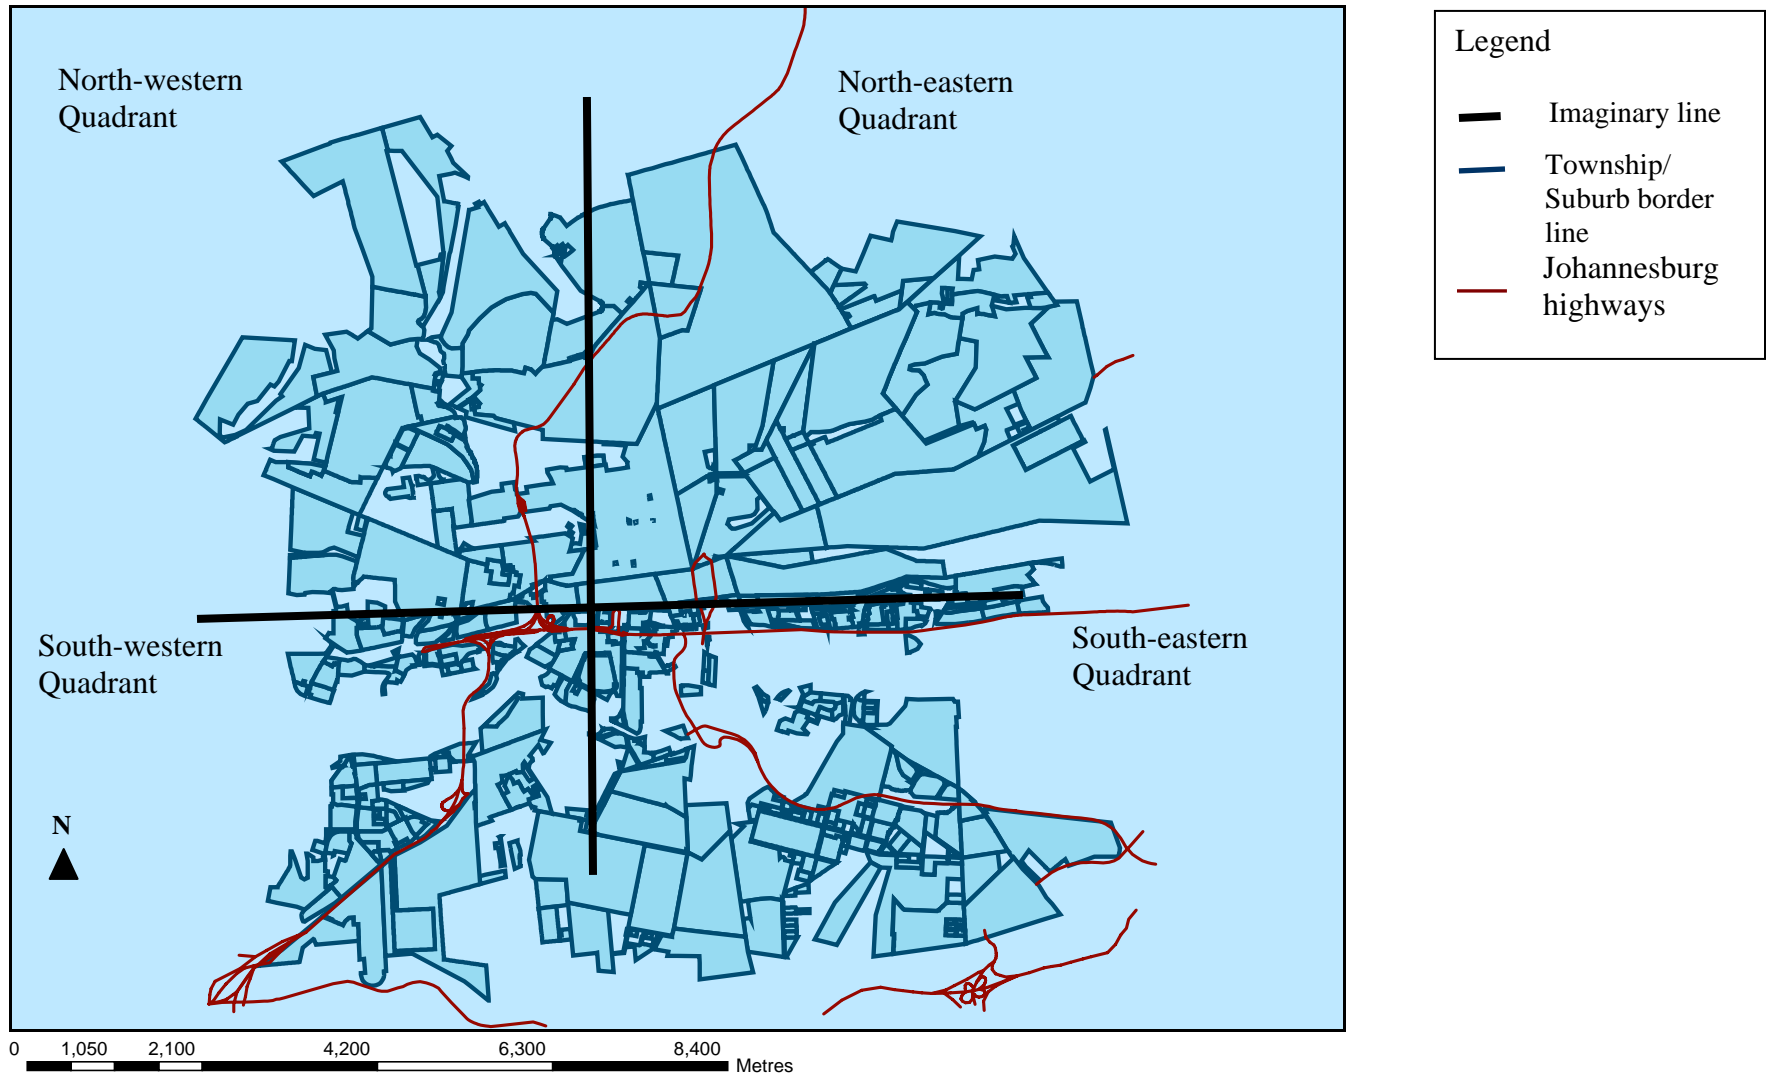 North-western
Quadrant
North-eastern
Quadrant
South-western
Quadrant
South-eastern
Quadrant
N
0 1,050 2,100 4,200 6,300 8,400
Metres
Legend
Imaginary line
Township/
Suburb border
line
Johannesburg
highways